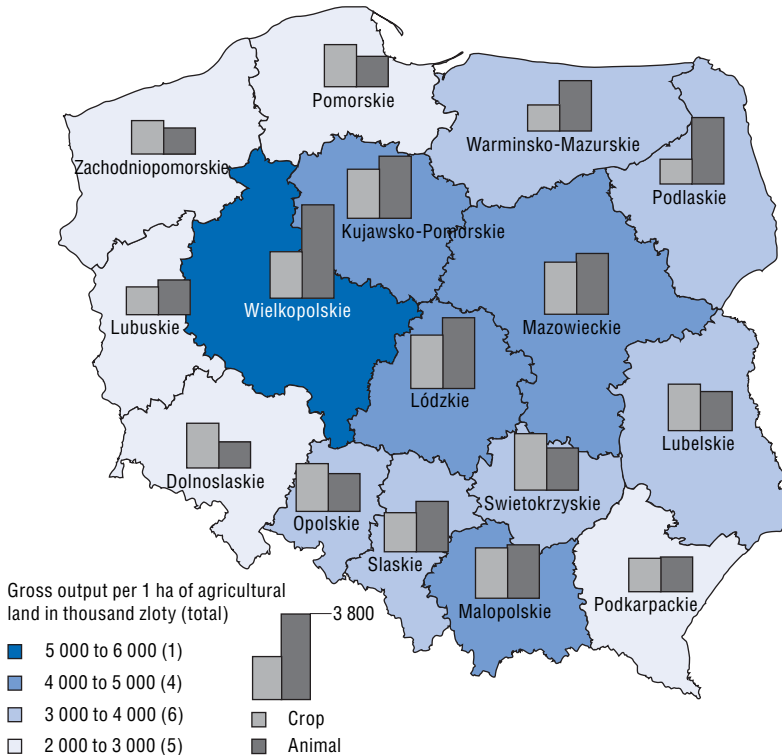 Pomorskie
Warminsko-Mazurskie
Zachodniopomorskie
Podlaskie
Kujawsko-Pomorskie
Wielkopolskie
Mazowieckie
Lubuskie
Lódzkie
Lubelskie
Dolnoslaskie
Opolskie
Swietokrzyskie
Slaskie
Malopolskie
Podkarpackie
Gross output per 1 ha of agricultural
land in thousand zloty (total)
5 000 to 6 000 (1)
4 000 to 5 000 (4)
3 000 to 4 000 (6)
2 000 to 3 000 (5)
3 800
Crop
Animal